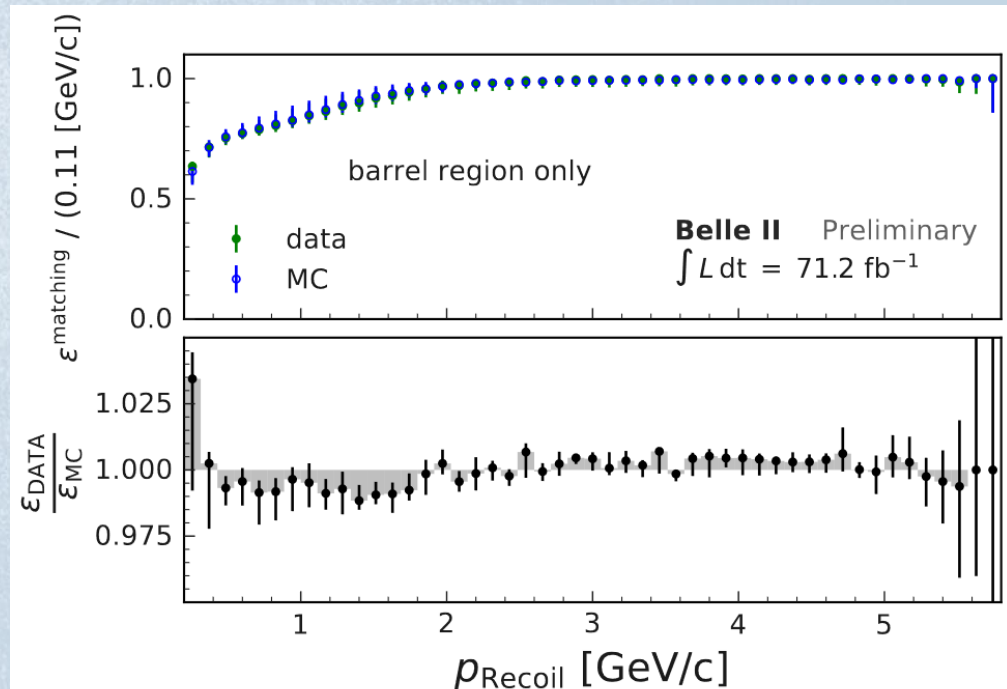 ε^matching / (0.11 [GeV/c])
1.0
0.5
0.0
barrel region only
data
MC
Belle II Preliminary
∫ L dt = 71.2 fb⁻¹
ε_DATA
ε_MC
1.025
1.000
0.975
1 2 3 4 5
p_Recoil [GeV/c]